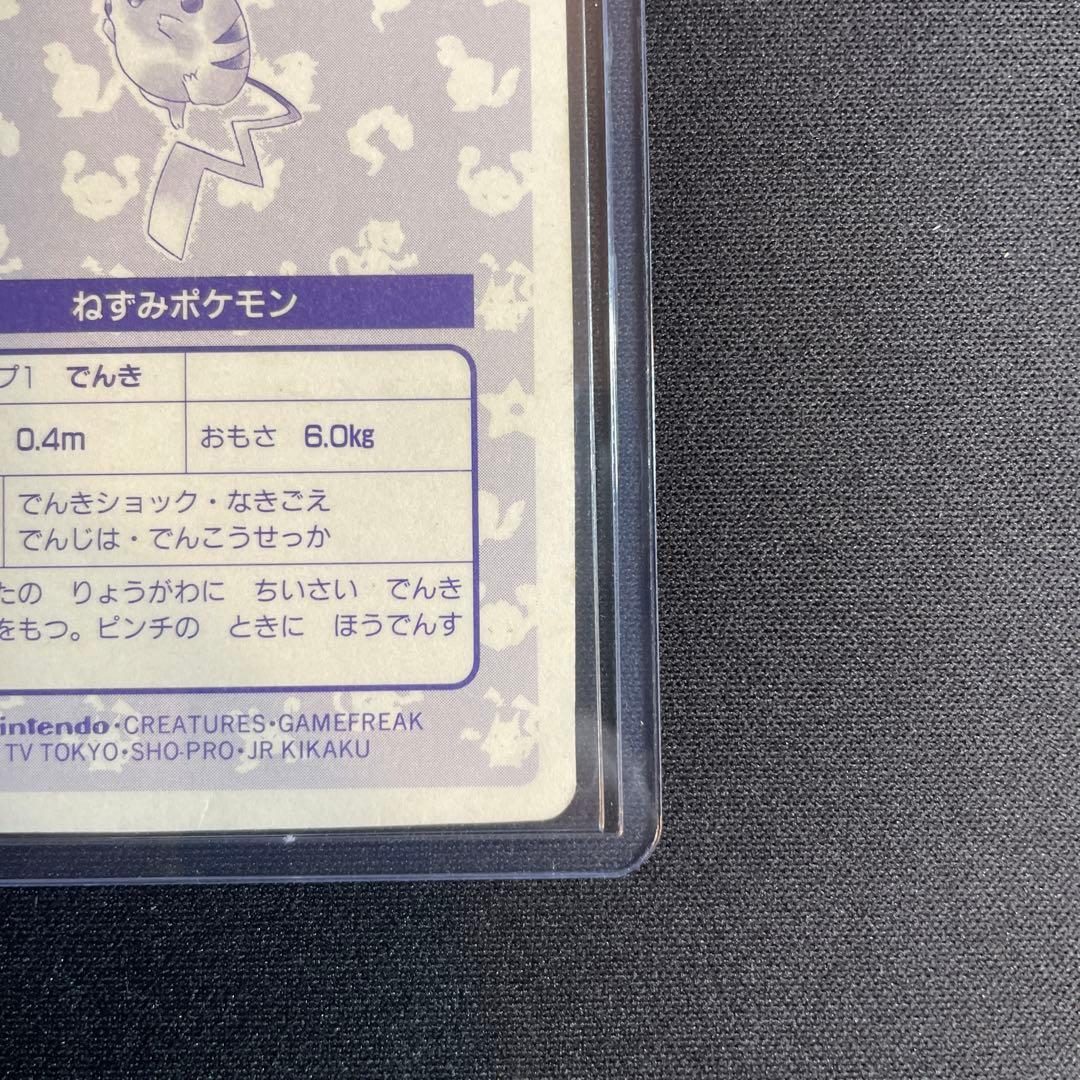 ねずみポケモン
プ1 でんき
0.4m おもさ 6.0kg
でんきショック・なきごえ
でんじは・でんこうせっか
たの りょうがわに ちいさい でんき
をもつ。ピンチの ときに ほうでんす
intendo・CREATURES・GAMEFREAK
TV TOKYO・SHO-PRO・JR KIKAKU